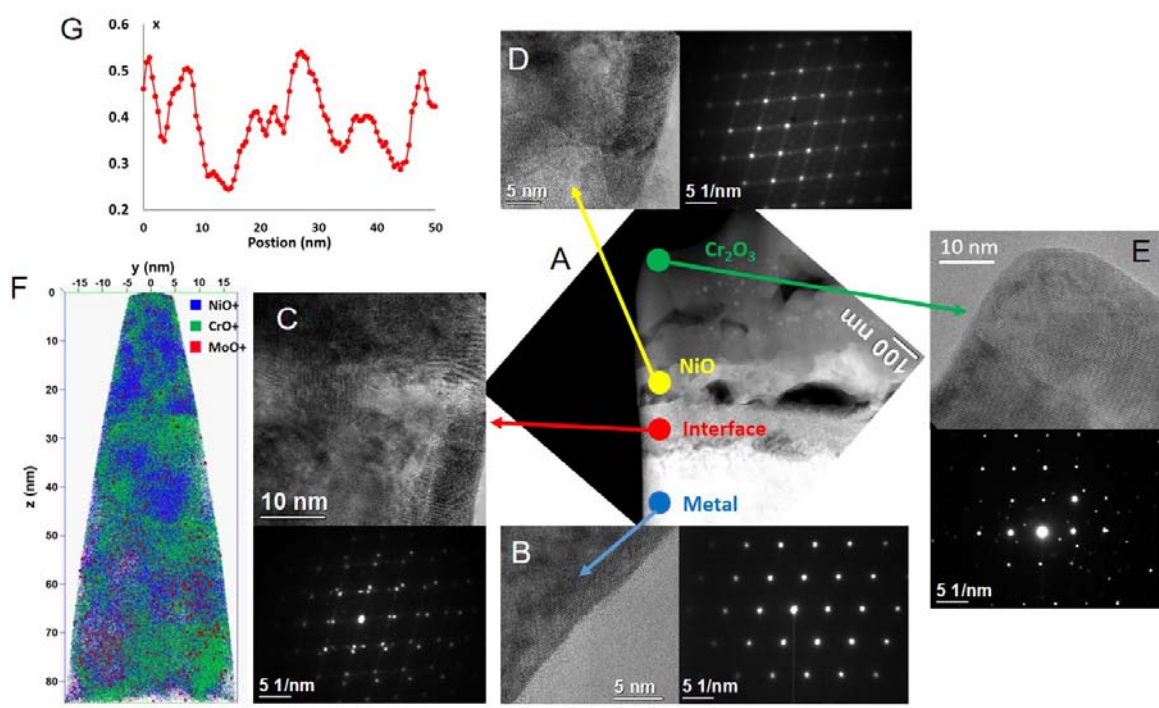 G
x
0.6
0.5
0.4
0.3
0.2
0 10 20 30 40 50
Postion (nm)
D
5 nm
5 1/nm
A
Cr₂O₃
NiO
Interface
Metal
100 nm
E
10 nm
5 1/nm
F
y (nm)
-15 -10 -5 0 5 10 15
0
10
20
30
40
50
60
70
80
z (nm)
NiO+
CrO+
MoO+
C
10 nm
5 1/nm
B
5 nm
5 1/nm